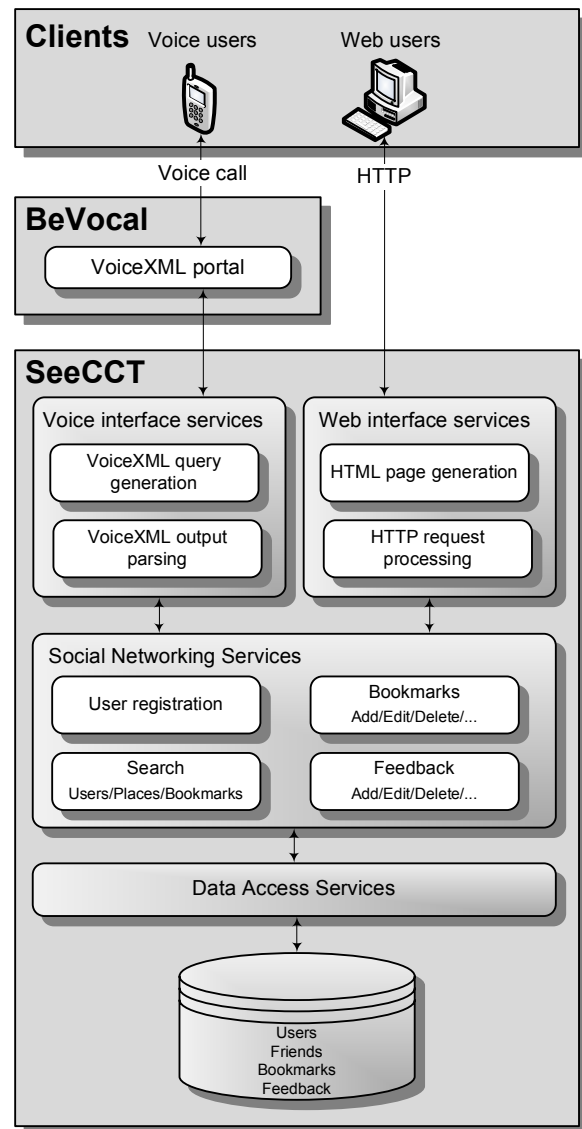 Clients
Voice users
Web users
Voice call
HTTP
BeVocal
VoiceXML portal
SeeCCT
Voice interface services
VoiceXML query
generation
VoiceXML output
parsing
Web interface services
HTML page generation
HTTP request
processing
Social Networking Services
User registration
Bookmarks
Add/Edit/Delete/...
Search
Users/Places/Bookmarks
Feedback
Add/Edit/Delete/...
Data Access Services
Users
Friends
Bookmarks
Feedback